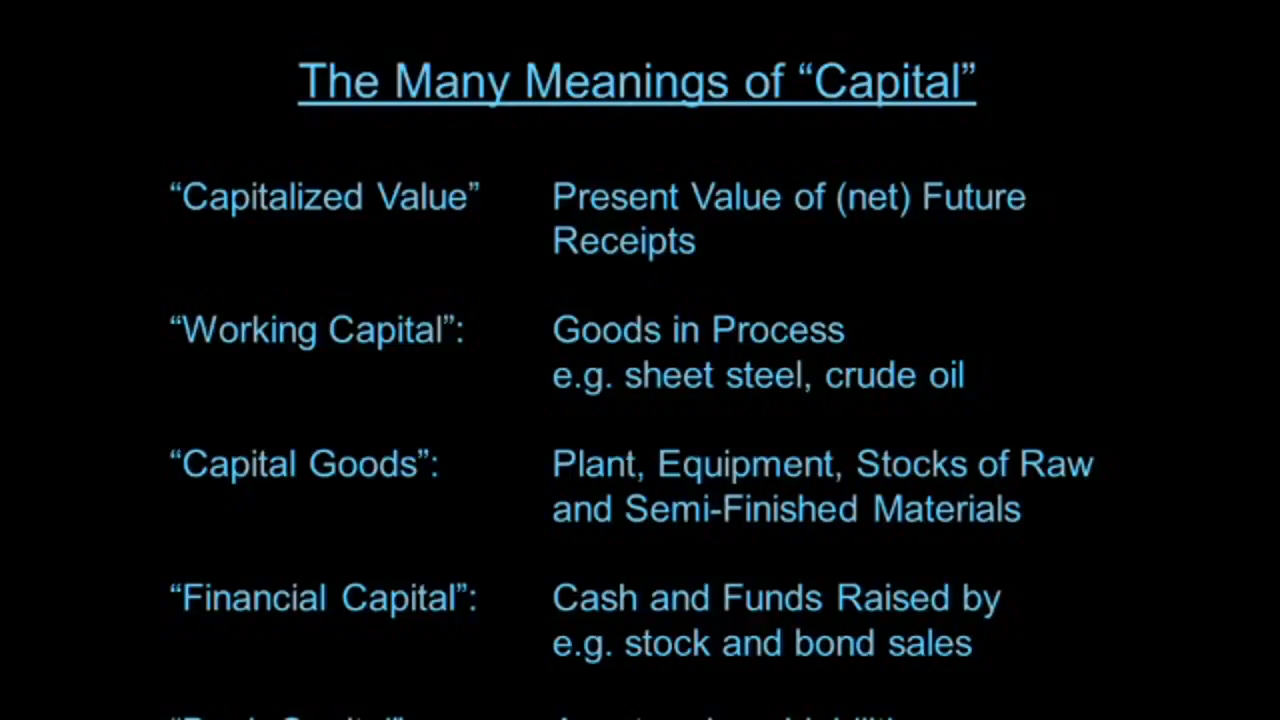 The Many Meanings of “Capital”
“Capitalized Value” Present Value of (net) Future
Receipts
“Working Capital”: Goods in Process
e.g. sheet steel, crude oil
“Capital Goods”: Plant, Equipment, Stocks of Raw
and Semi-Finished Materials
“Financial Capital”: Cash and Funds Raised by
e.g. stock and bond sales